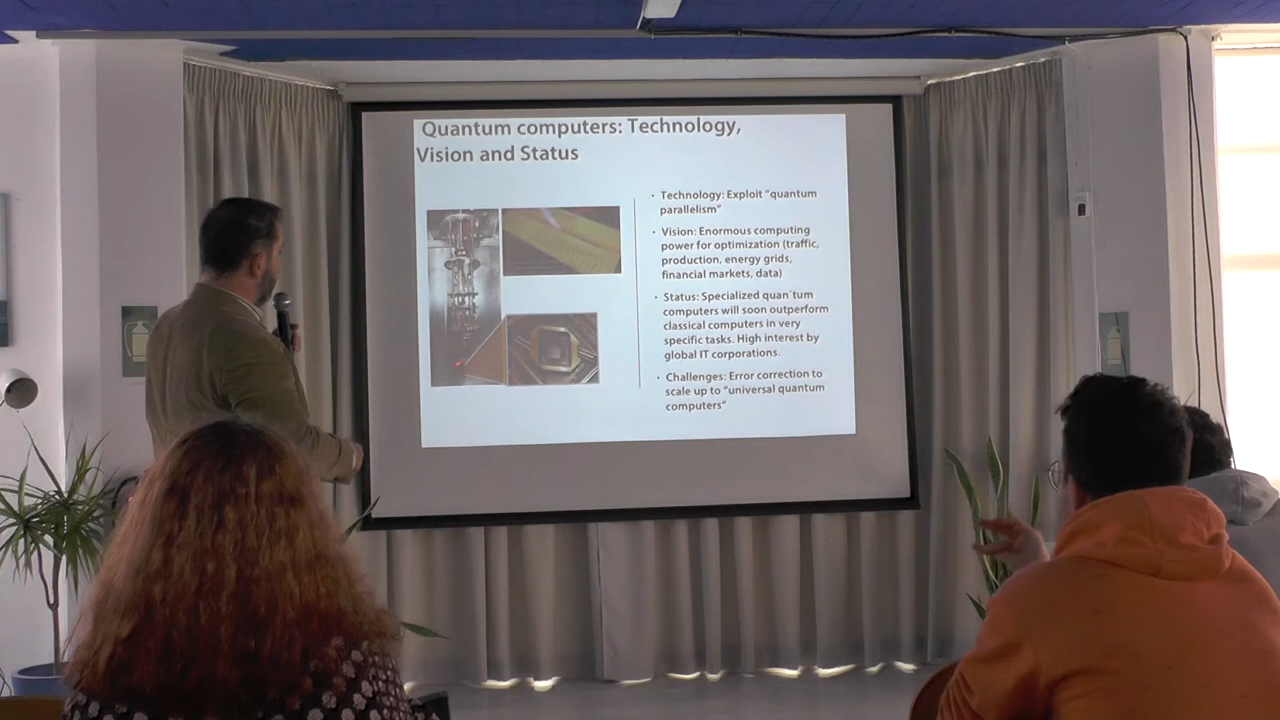 Quantum computers: Technology,
Vision and Status
· Technology: Exploit "quantum
parallelism"
· Vision: Enormous computing
power for optimization (traffic,
production, energy grids,
financial markets, data)
· Status: Specialized quan¨tum
computers will soon outperform
classical computers in very
specific tasks. High interest by
global IT corporations.
· Challenges: Error correction to
scale up to "universal quantum
computers"